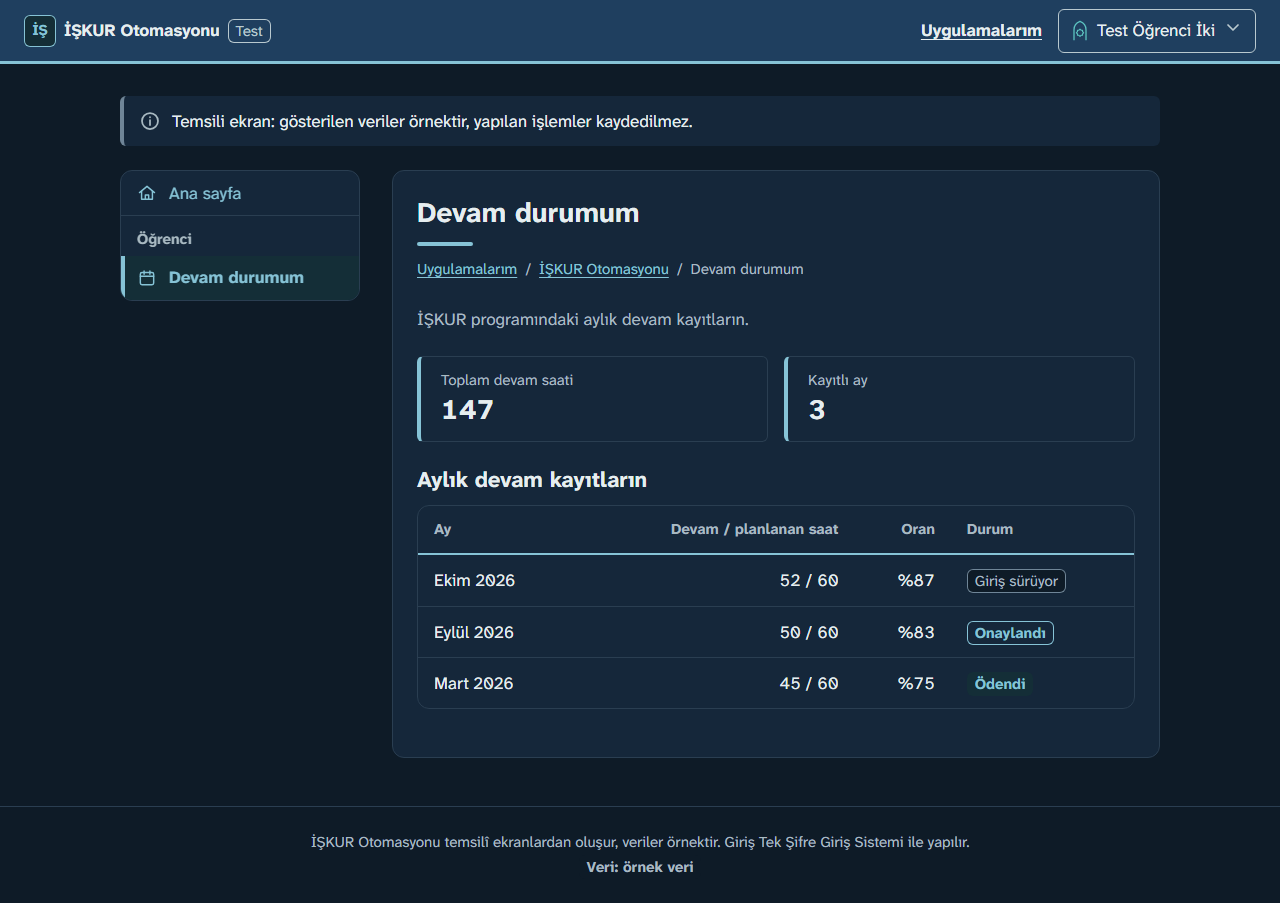 İŞ İŞKUR Otomasyonu Test Uygulamalarım Test Öğrenci İki
Temsili ekran: gösterilen veriler örnektir, yapılan işlemler kaydedilmez.
Ana sayfa
Öğrenci
Devam durumum
Devam durumum
Uygulamalarım / İŞKUR Otomasyonu / Devam durumum
İŞKUR programındaki aylık devam kayıtların.
Toplam devam saati
147
Kayıtlı ay
3
Aylık devam kayıtların
Ay Devam / planlanan saat Oran Durum
Ekim 2026 52 / 60 %87 Giriş sürüyor
Eylül 2026 50 / 60 %83 Onaylandı
Mart 2026 45 / 60 %75 Ödendi
İŞKUR Otomasyonu temsilî ekranlardan oluşur, veriler örnektir. Giriş Tek Şifre Giriş Sistemi ile yapılır.
Veri: örnek veri